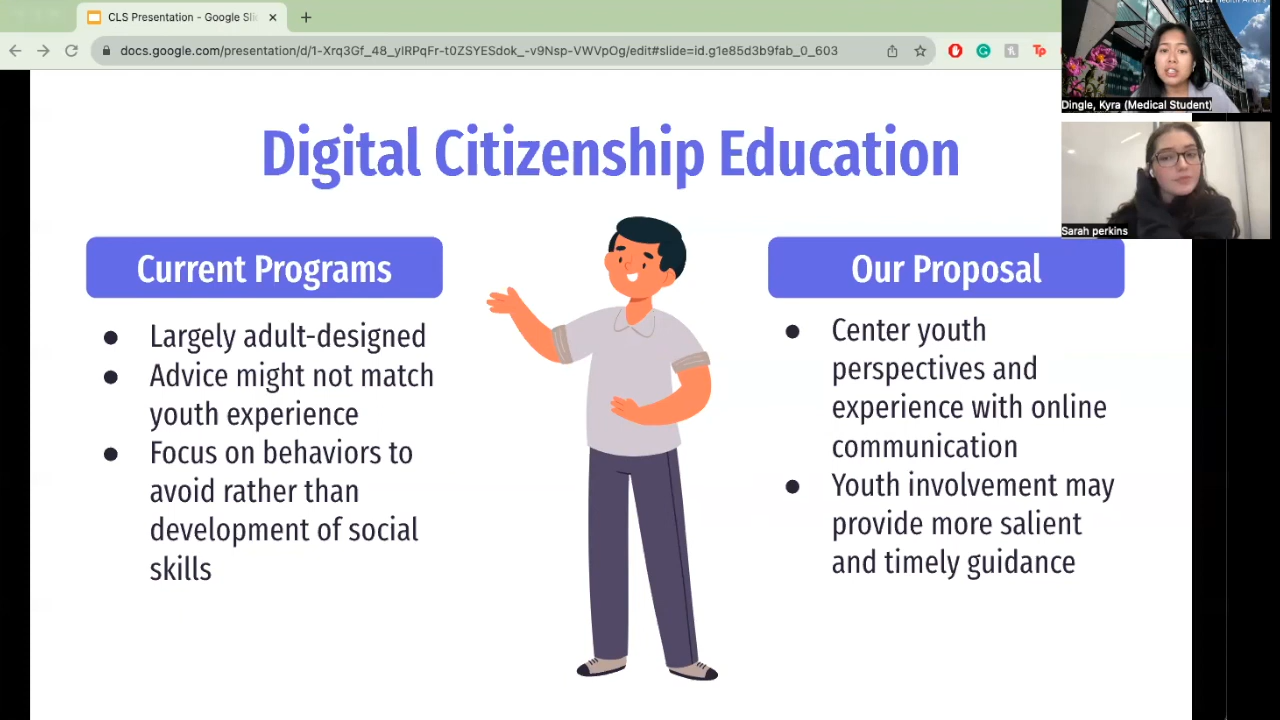 CLS Presentation - Google Slid
docs.google.com/presentation/d/1-Xrq3Gf_48_ylRPqFr-t0ZSYESdok_-v9Nsp-VWVpOg/edit#slide=id.g1e85d3b9fab_0_603
Tp
Dingle, Kyra (Medical Student)
Sarah perkins
Digital Citizenship Education
Current Programs
● Largely adult-designed
● Advice might not match
youth experience
● Focus on behaviors to
avoid rather than
development of social
skills
Our Proposal
● Center youth
perspectives and
experience with online
communication
● Youth involvement may
provide more salient
and timely guidance